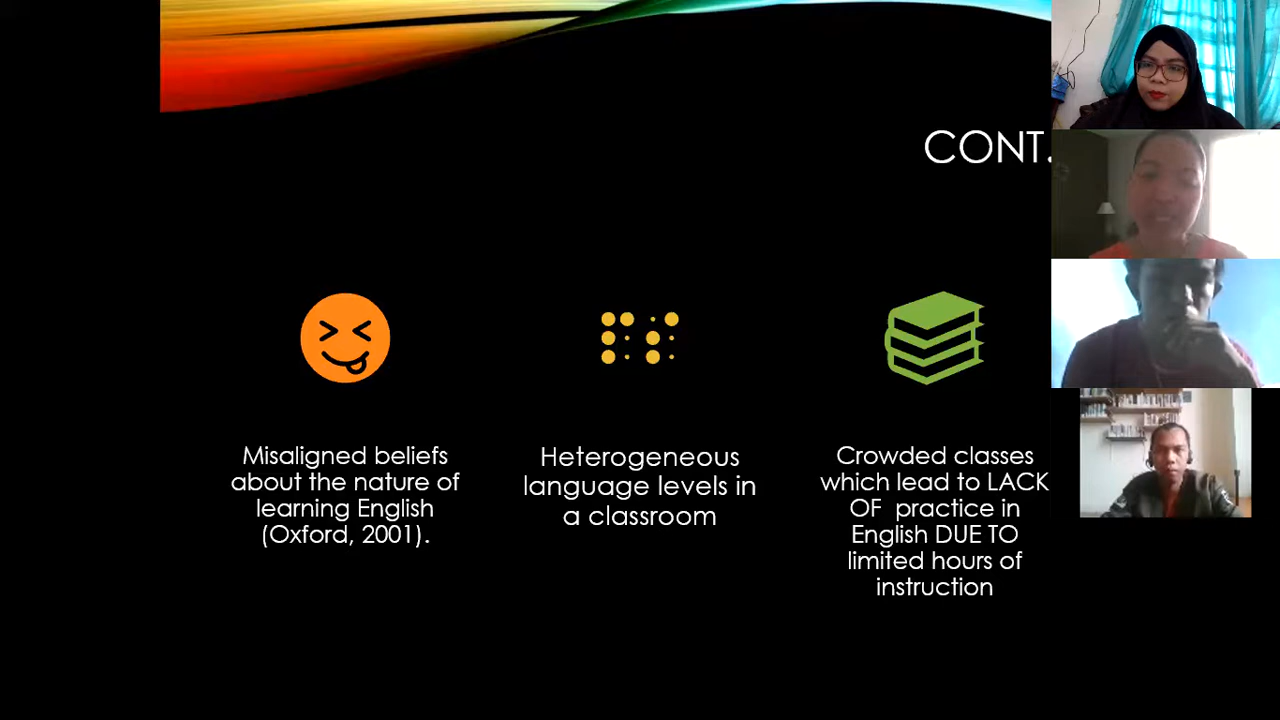 CONT.
Misaligned beliefs
about the nature of
learning English
(Oxford, 2001).
Heterogeneous
language levels in
a classroom
Crowded classes
which lead to LACK
OF  practice in
English DUE TO
limited hours of
instruction